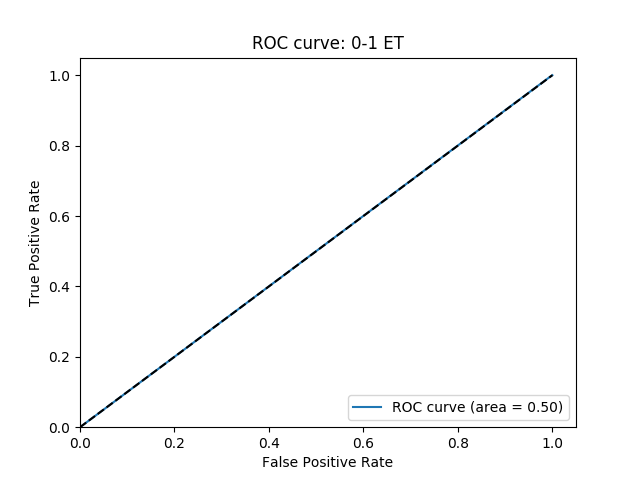 ROC curve: 0-1 ET
True Positive Rate
1.0
0.8
0.6
0.4
0.2
0.0
ROC curve (area = 0.50)
0.0 0.2 0.4 0.6 0.8 1.0
False Positive Rate